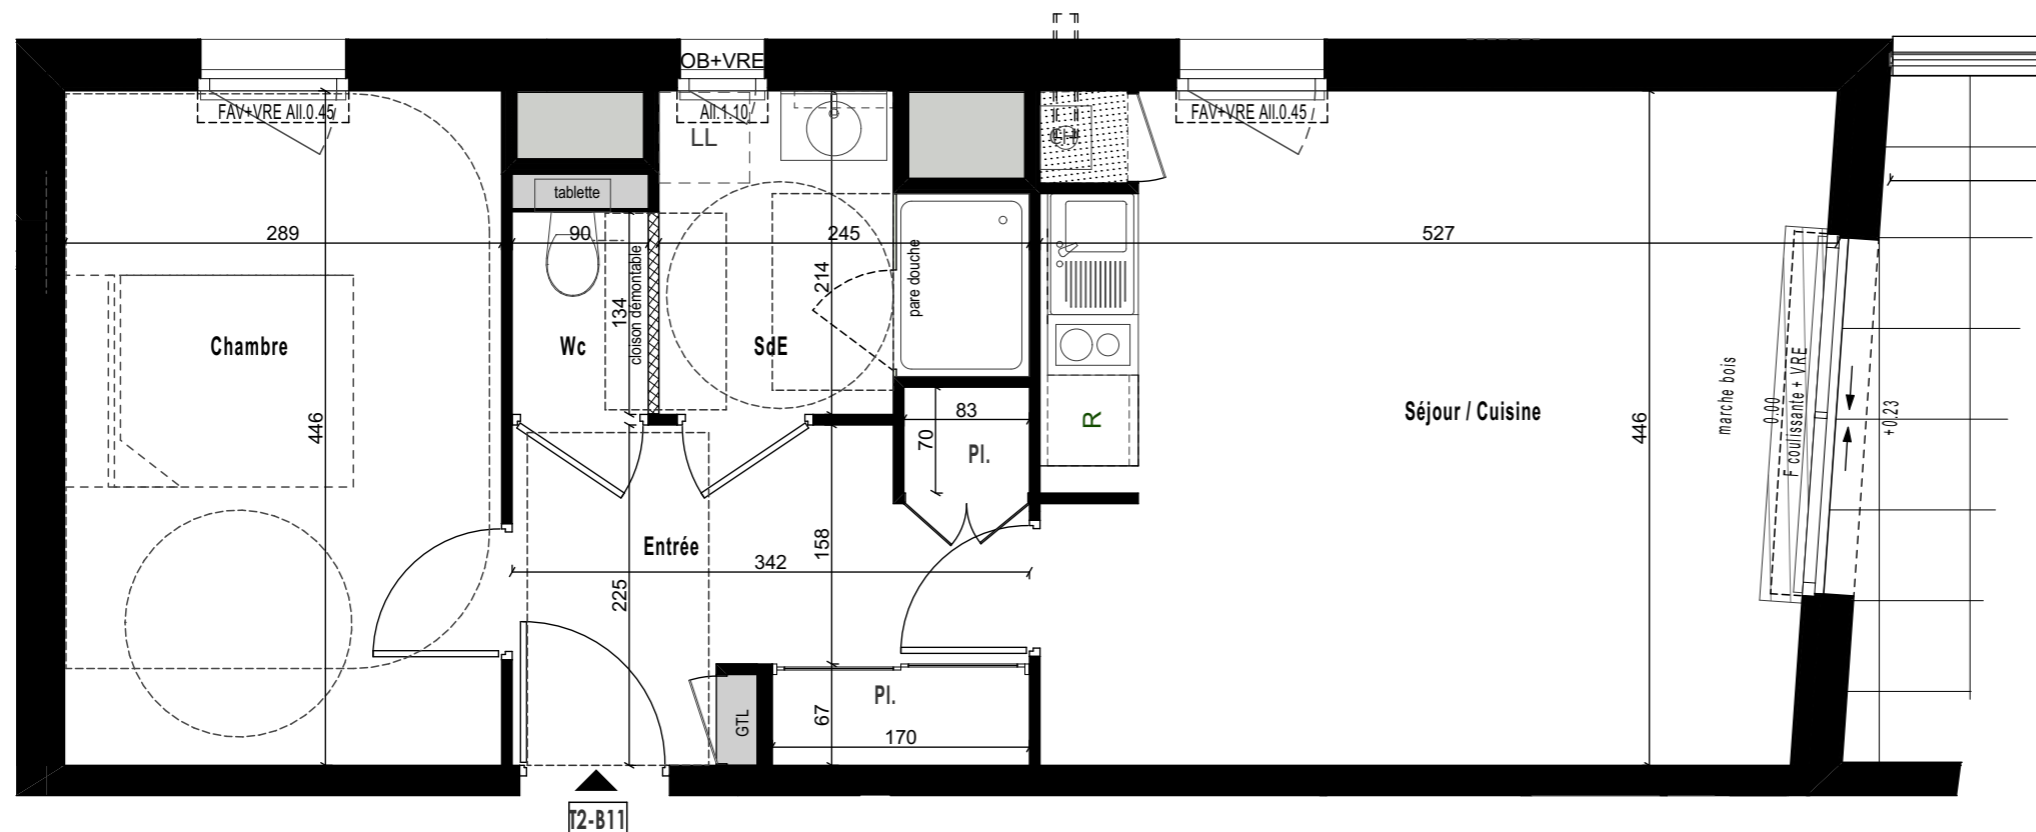 OB+VRE
FAV+VRE All.0.45
All.1.10
FAV+VRE All.0.45
LL
tablette
289
90
245
527
134
cloison démontable
214
pare douche
Chambre
Wc
SdE
446
R
Séjour / Cuisine
446
marche bois
0.00
F coulissante + VRE
+0.23
83
70
Pl.
Entrée
342
158
225
Pl.
67
170
GTL
T2-B11